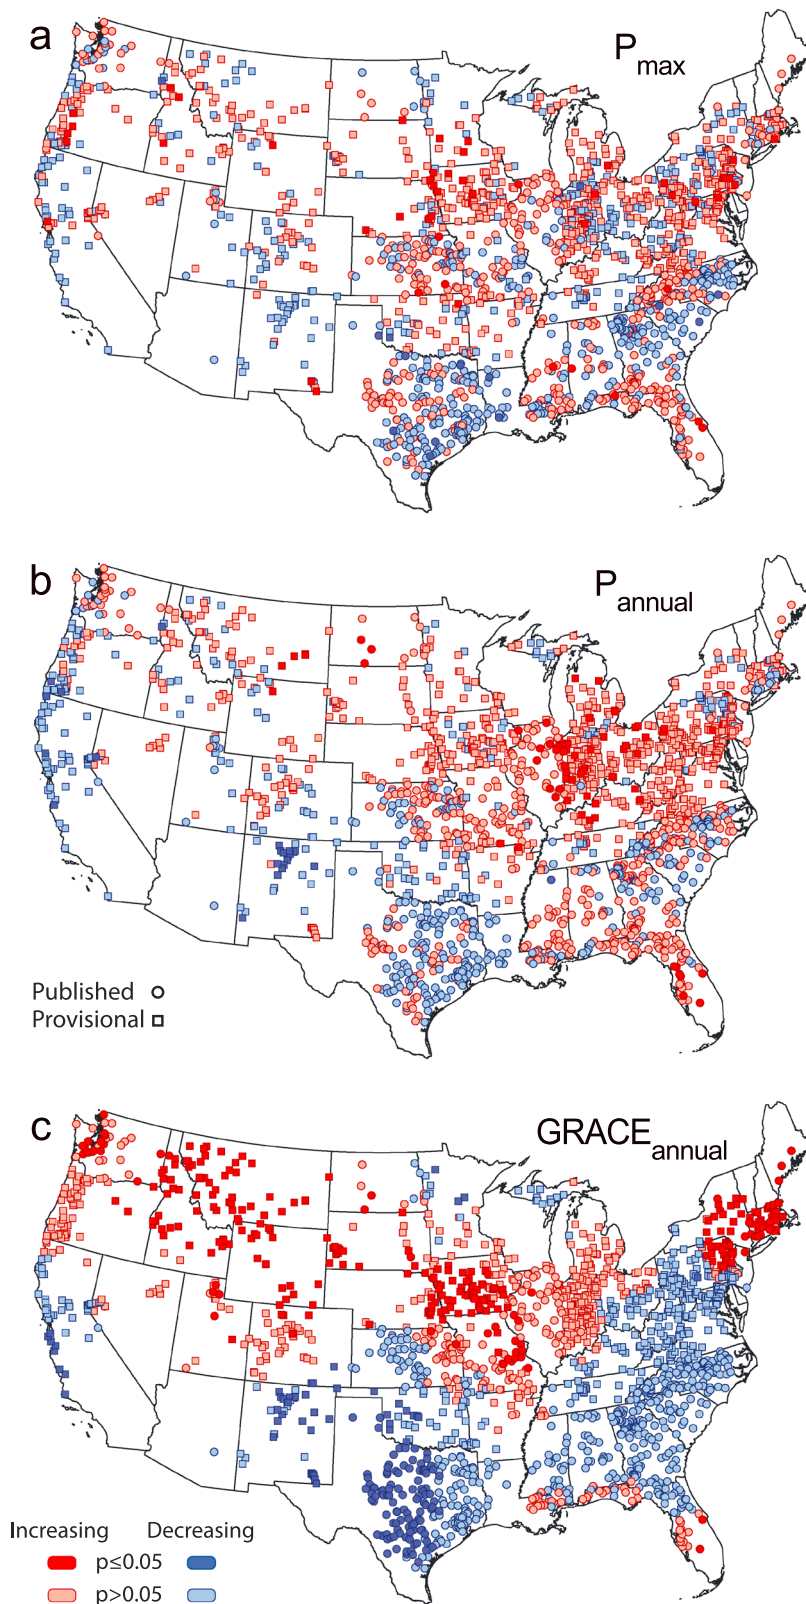 a
Pmax
b
Pannual
Published
Provisional
c
GRACEannual
Increasing Decreasing
p≤0.05
p>0.05